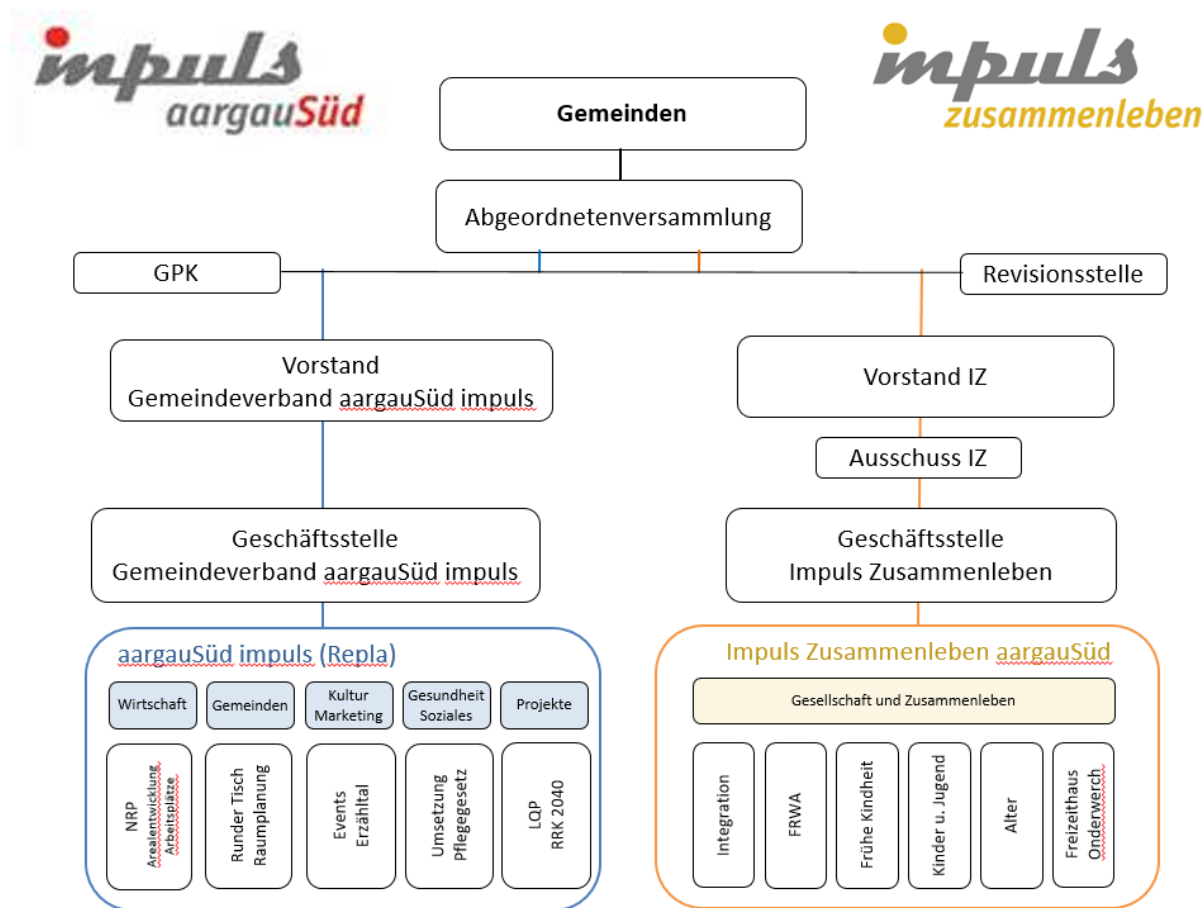 impuls
aargauSüd
impuls
zusammenleben
Gemeinden
Abgeordnetenversammlung
GPK
Revisionsstelle
Vorstand
Gemeindeverband aargauSüd impuls
Vorstand IZ
Ausschuss IZ
Geschäftsstelle
Gemeindeverband aargauSüd impuls
Geschäftsstelle
Impuls Zusammenleben
aargauSüd impuls (Repla)
Wirtschaft
Gemeinden
Kultur
Marketing
Gesundheit
Soziales
Projekte
NRP
Arealentwicklung
Arbeitsplätze
Runder Tisch
Raumplanung
Events
Erzähltal
Umsetzung
Pflegegesetz
LQP
RRK 2040
Impuls Zusammenleben aargauSüd
Gesellschaft und Zusammenleben
Integration
FRWA
Frühe Kindheit
Kinder u. Jugend
Alter
Freizeithaus
Onderwerch